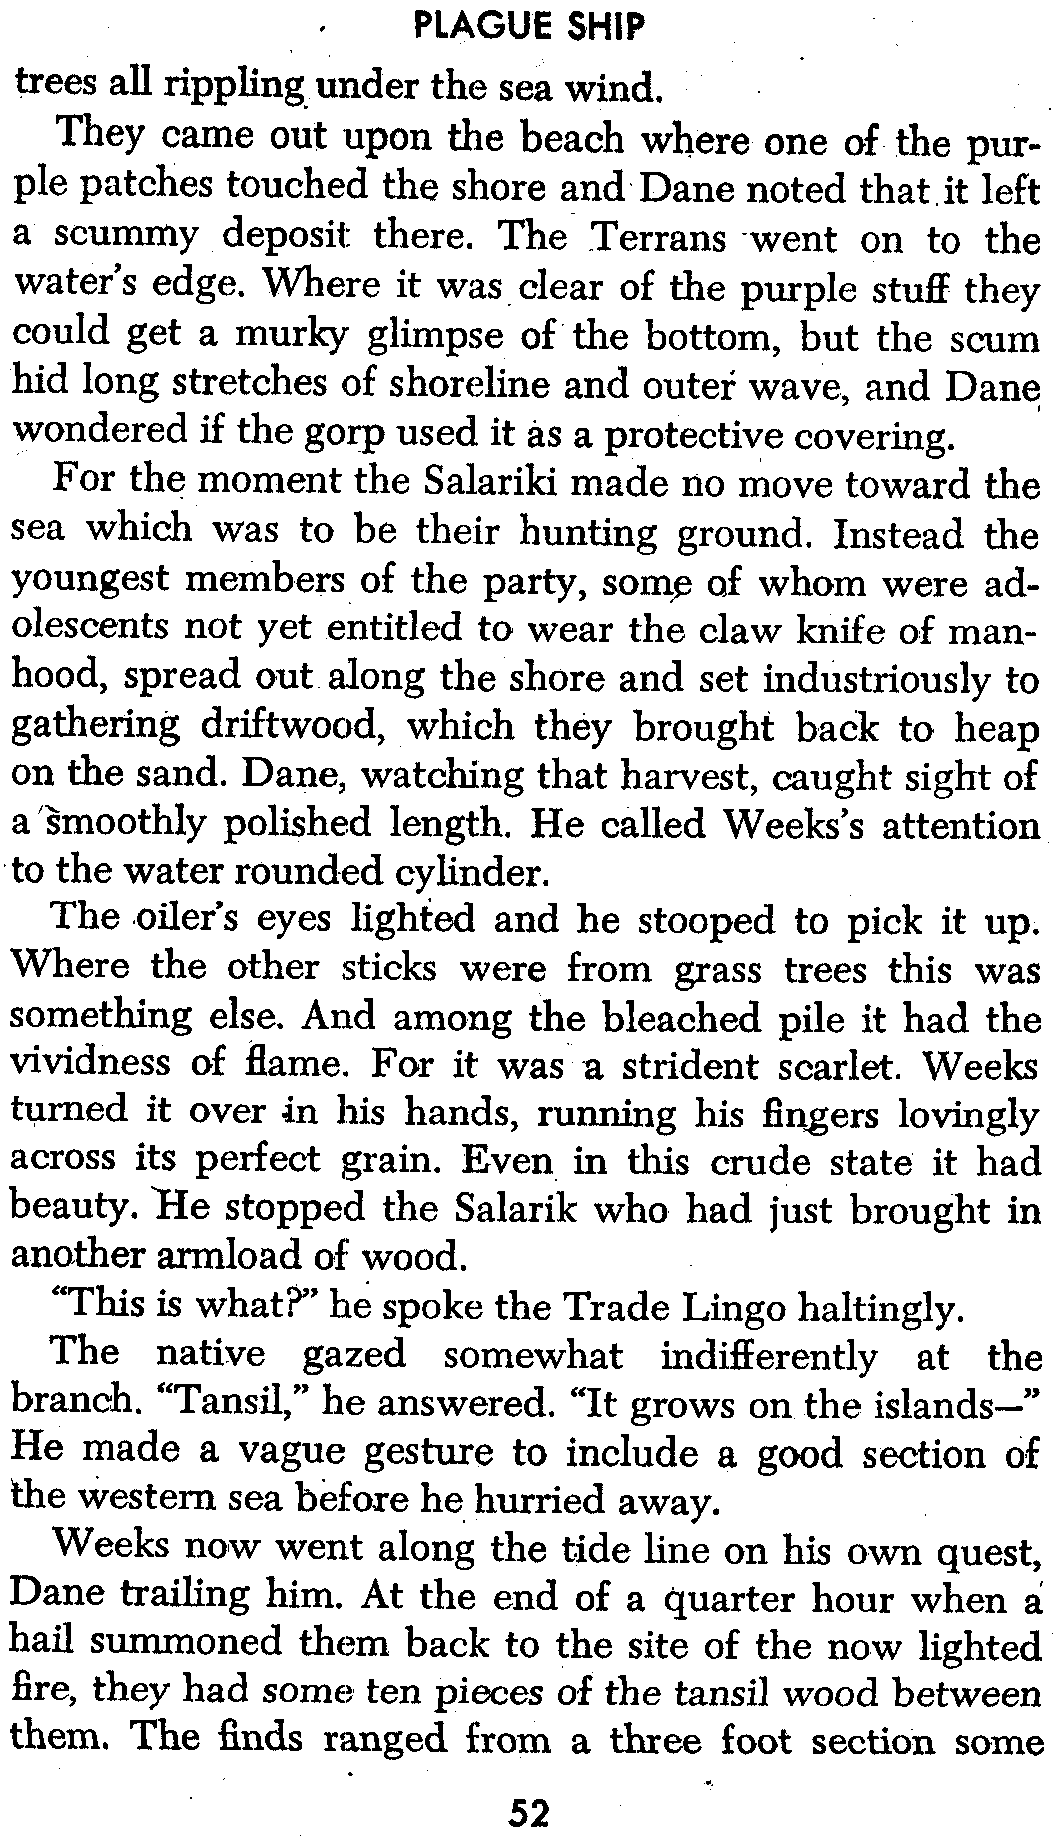 PLAGUE SHIP
trees all rippling under the sea wind.
They came out upon the beach where one of the pur-
ple patches touched the shore and Dane noted that it left
a scummy deposit there. The Terrans went on to the
water's edge. Where it was clear of the purple stuff they
could get a murky glimpse of the bottom, but the scum
hid long stretches of shoreline and outer wave, and Dane
wondered if the gorp used it as a protective covering.
For the moment the Salariki made no move toward the
sea which was to be their hunting ground. Instead the
youngest members of the party, some of whom were ad-
olescents not yet entitled to wear the claw knife of man-
hood, spread out along the shore and set industriously to
gathering driftwood, which they brought back to heap
on the sand. Dane, watching that harvest, caught sight of
a smoothly polished length. He called Weeks's attention
to the water rounded cylinder.
The oiler's eyes lighted and he stooped to pick it up.
Where the other sticks were from grass trees this was
something else. And among the bleached pile it had the
vividness of flame. For it was a strident scarlet. Weeks
turned it over in his hands, running his fingers lovingly
across its perfect grain. Even in this crude state it had
beauty. He stopped the Salarik who had just brought in
another armload of wood.
"This is what?" he spoke the Trade Lingo haltingly.
The native gazed somewhat indifferently at the
branch. "Tansil," he answered. "It grows on the islands—"
He made a vague gesture to include a good section of
the western sea before he hurried away.
Weeks now went along the tide line on his own quest,
Dane trailing him. At the end of a quarter hour when a
hail summoned them back to the site of the now lighted
fire, they had some ten pieces of the tansil wood between
them. The finds ranged from a three foot section some
52